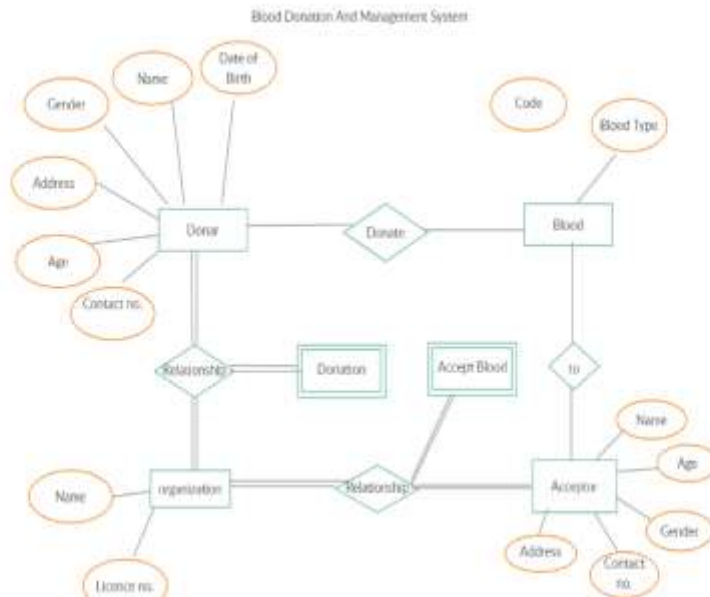 Blood Donation And Management System
Date of
Birth
Name
Gender
Code
Blood Type
Address
Donar
Donate
Blood
Age
Contact no.
Relationship
Donation
Accept Blood
to
Name
Age
Name
organization
Relationship
Acceptor
Gender
Address
Contact
no.
Licence no.